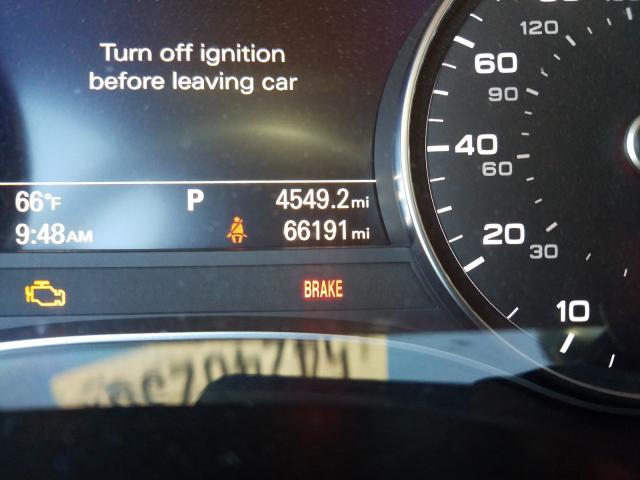 Turn off ignition
before leaving car
66°F P 4549.2mi
9:48AM 66191mi
BRAKE
120
60
90
40
60
20
30
10